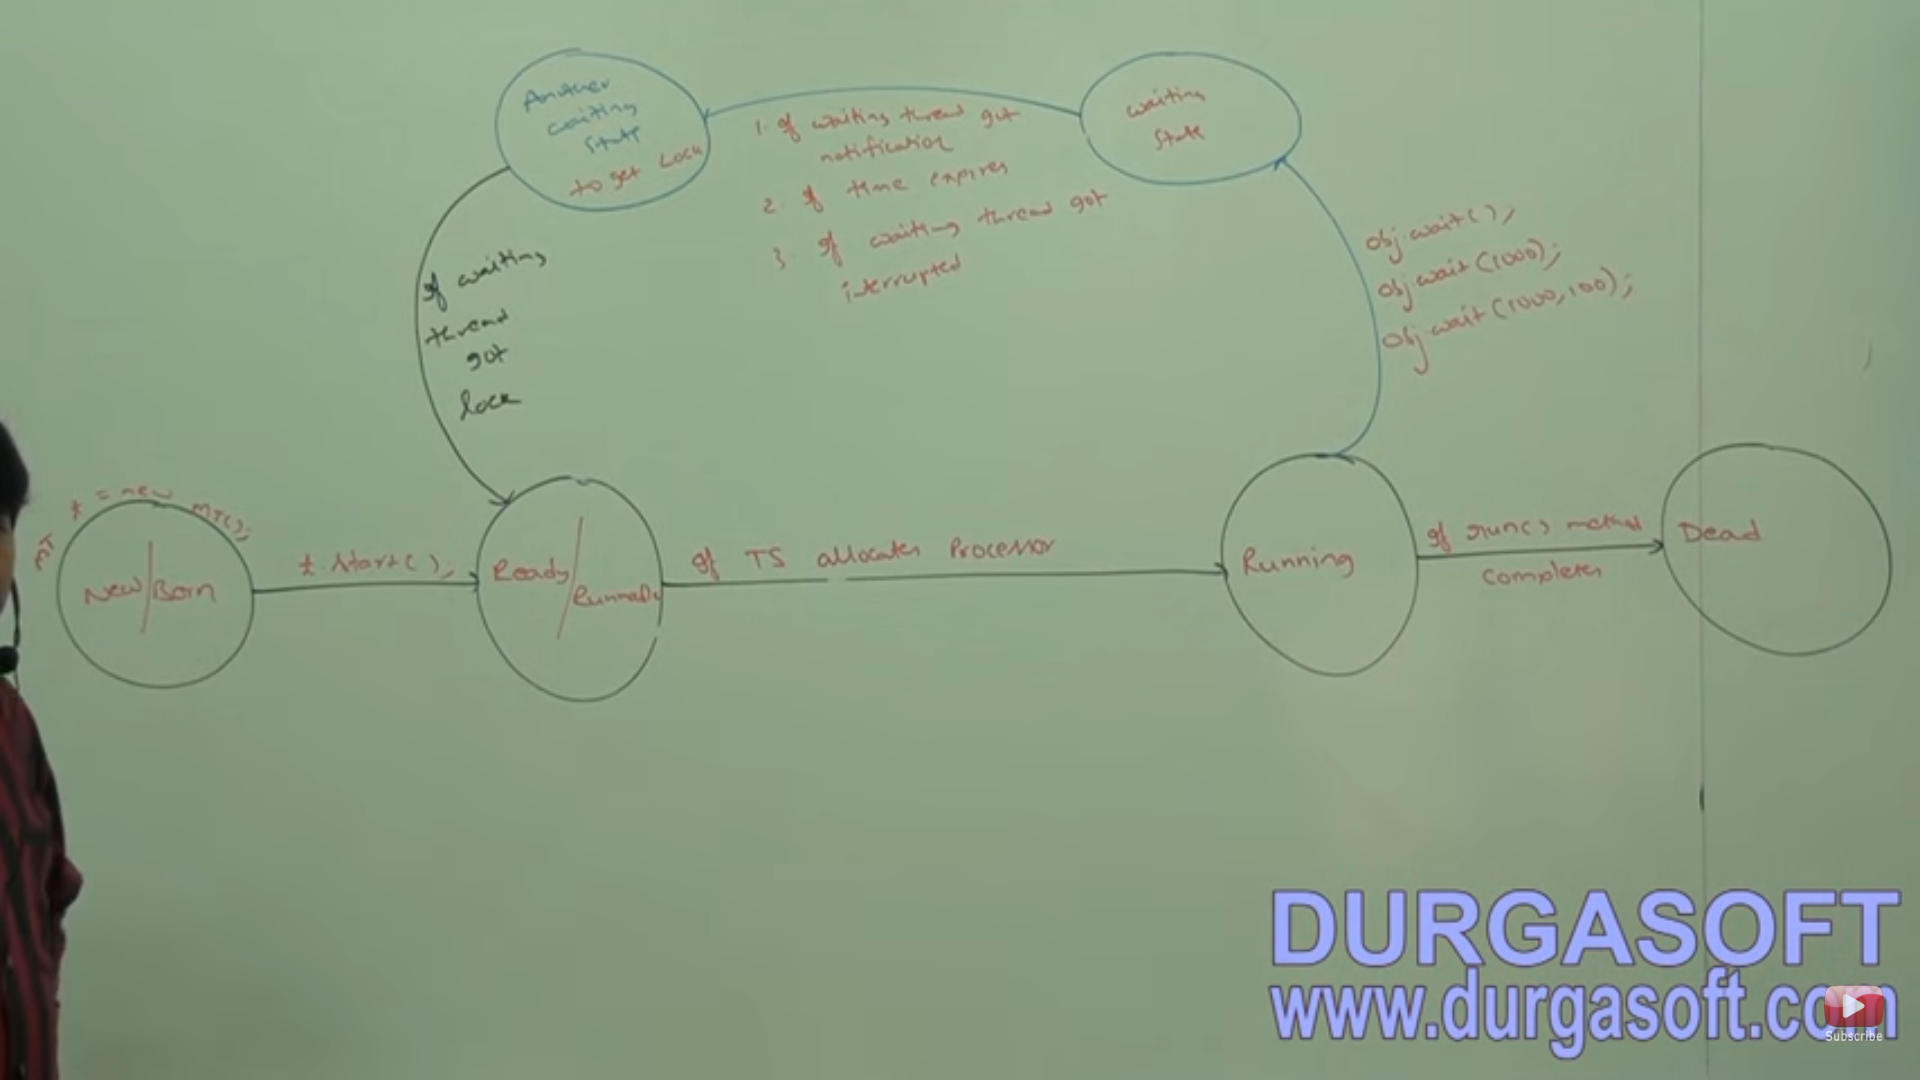 Another
waiting
state
to get Lock
1. if waiting thread got
notification
2. if time expires
3. if waiting thread got
interrupted
waiting
state
obj.wait();
obj.wait(1000);
obj.wait(1000,100);
if waiting
thread
got
lock
MT t = new MT();
New/Born
t.start();
Ready/
Runnable
if TS allocates Processor
Running
if run() method
completes
Dead
DURGASOFT
www.durgasoft.com
Subscribe